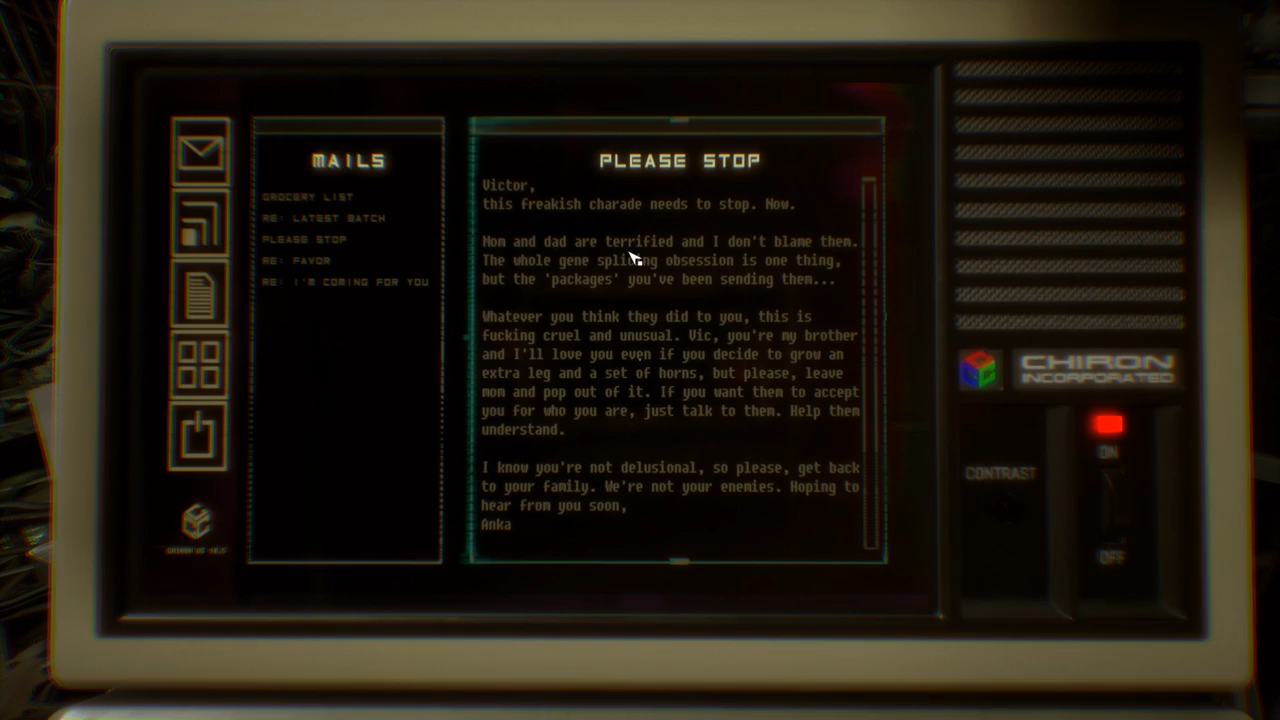 MAILS
GROCERY LIST
RE: LATEST BATCH
PLEASE STOP
RE: FAVOR
RE: I'M COMING FOR YOU
PLEASE STOP
Victor,
this freakish charade needs to stop. Now.
Mom and dad are terrified and I don't blame them.
The whole gene splicing obsession is one thing,
but the 'packages' you've been sending them...
Whatever you think they did to you, this is
fucking cruel and unusual. Vic, you're my brother
and I'll love you even if you decide to grow an
extra leg and a set of horns, but please, leave
mom and pop out of it. If you want them to accept
you for who you are, just talk to them. Help them
understand.
I know you're not delusional, so please, get back
to your family. We're not your enemies. Hoping to
hear from you soon,
Anka
CHIRON
INCORPORATED
CONTRAST
ON
OFF